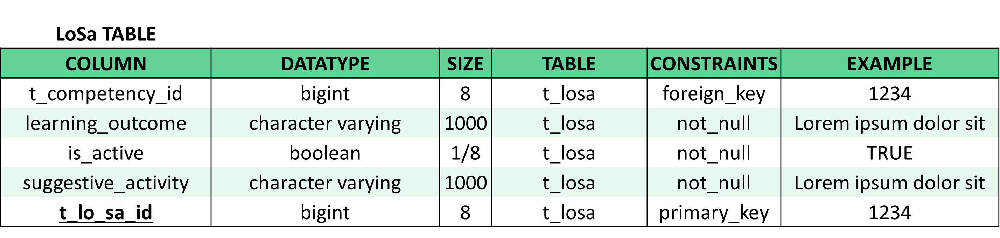 LoSa TABLE
COLUMN DATATYPE SIZE TABLE CONSTRAINTS EXAMPLE
t_competency_id bigint 8 t_losa foreign_key 1234
learning_outcome character varying 1000 t_losa not_null Lorem ipsum dolor sit
is_active boolean 1/8 t_losa not_null TRUE
suggestive_activity character varying 1000 t_losa not_null Lorem ipsum dolor sit
t_lo_sa_id bigint 8 t_losa primary_key 1234